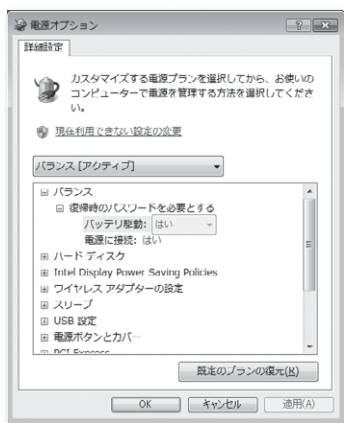 電源オプション
詳細設定
カスタマイズする電源プランを選択してから、お使いの
コンピューターで電源を管理する方法を選択してくださ
い。
現在利用できない設定の変更
バランス [アクティブ]
バランス
復帰時のパスワードを必要とする
バッテリ駆動: はい
電源に接続: はい
ハード ディスク
Intel Display Power Saving Policies
ワイヤレス アダプターの設定
スリープ
USB 設定
電源ボタンとカバー
PCI Express
既定のプランの復元(R)
OK キャンセル 適用(A)